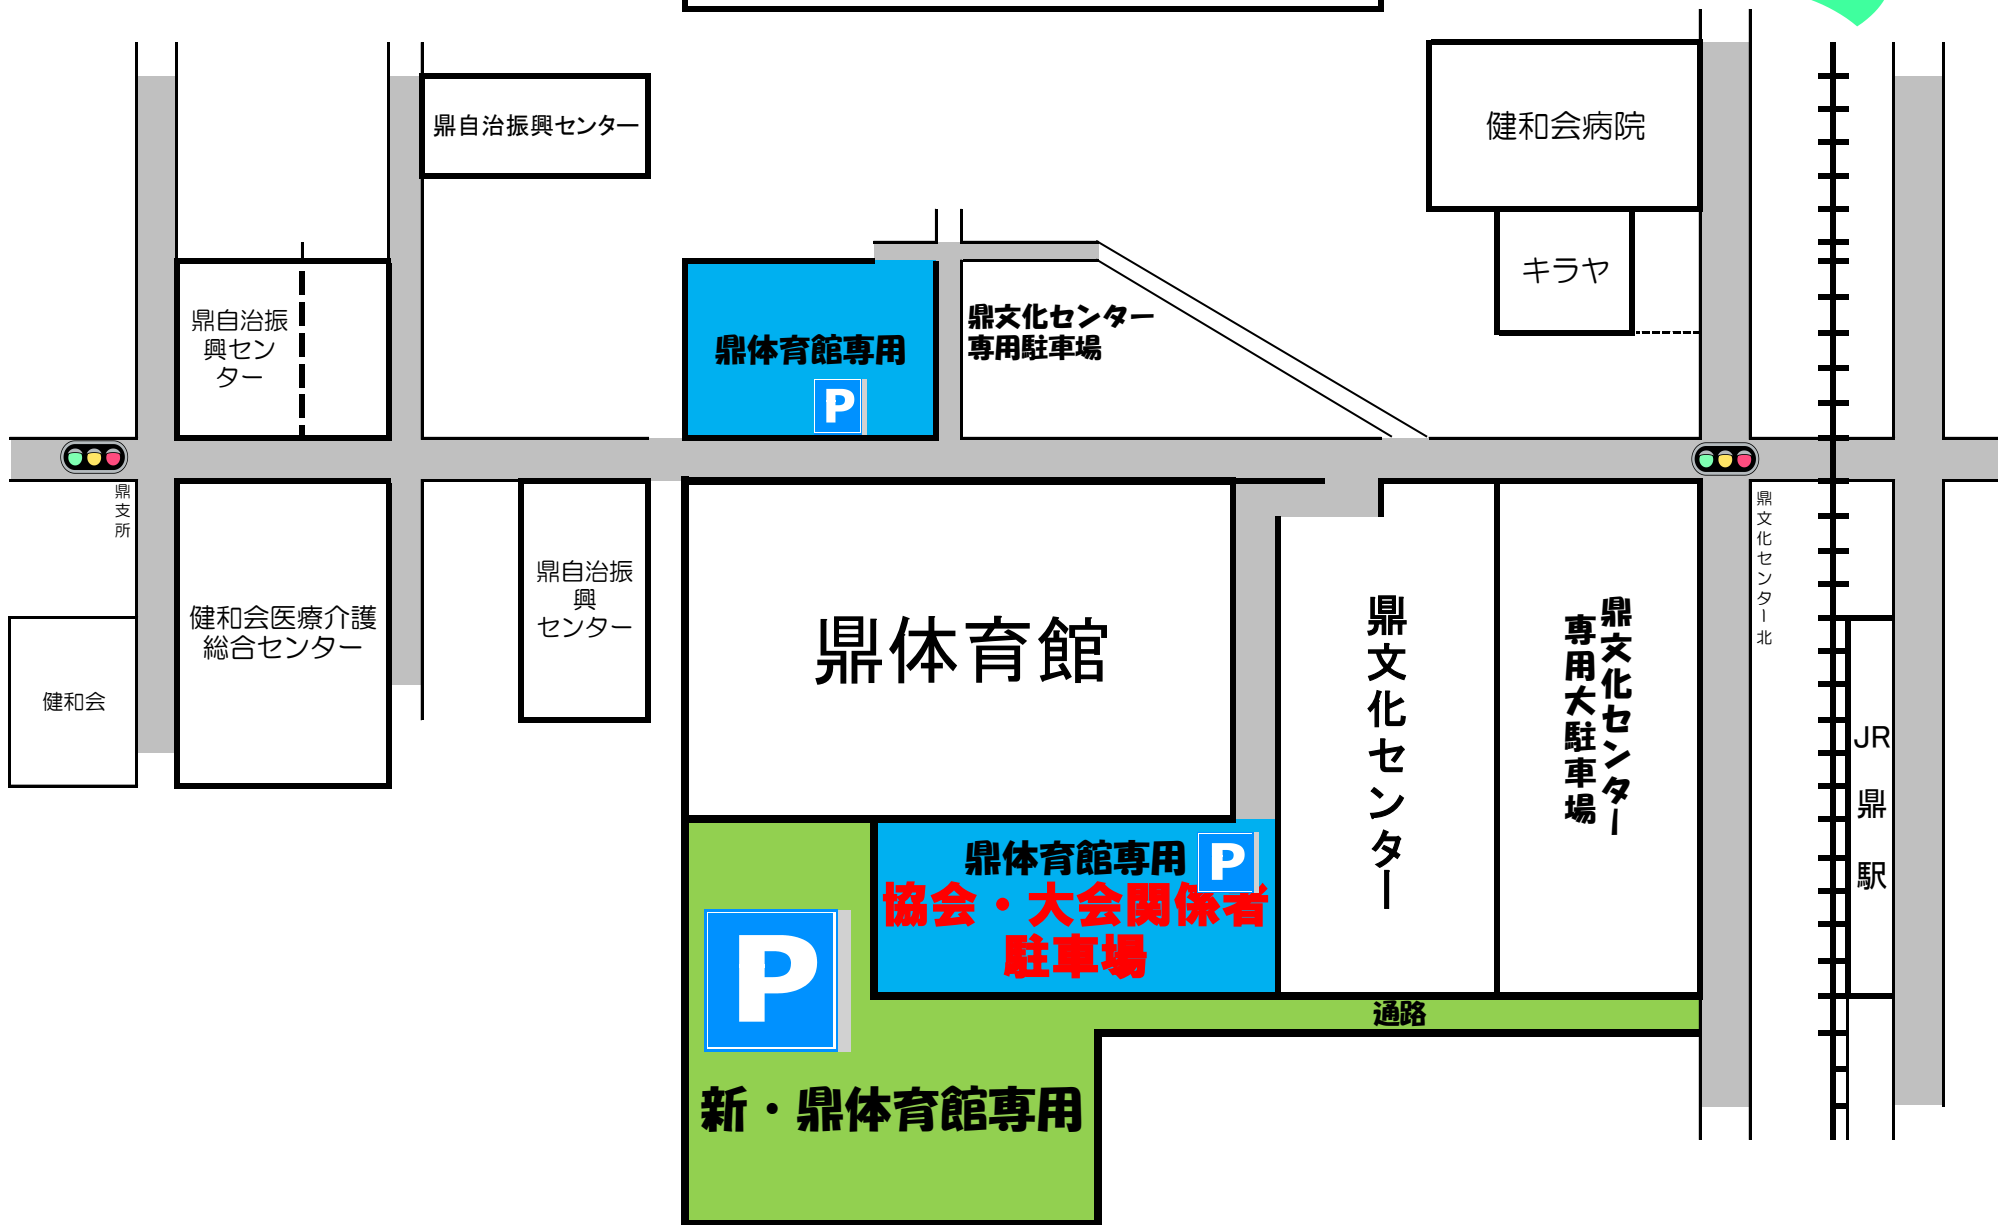 鼎自治振興センター
健和会病院
キラヤ
鼎自治振
興セン
ター
鼎体育館専用
P
鼎文化センター
専用駐車場
鼎支所
鼎文化センター北
健和会医療介護
総合センター
健和会
鼎自治振
興
センター
鼎体育館
鼎文化センター
鼎文化センター
専用大駐車場
JR
鼎
駅
鼎体育館専用
P
協会・大会関係者
駐車場
P
通路
新・鼎体育館専用